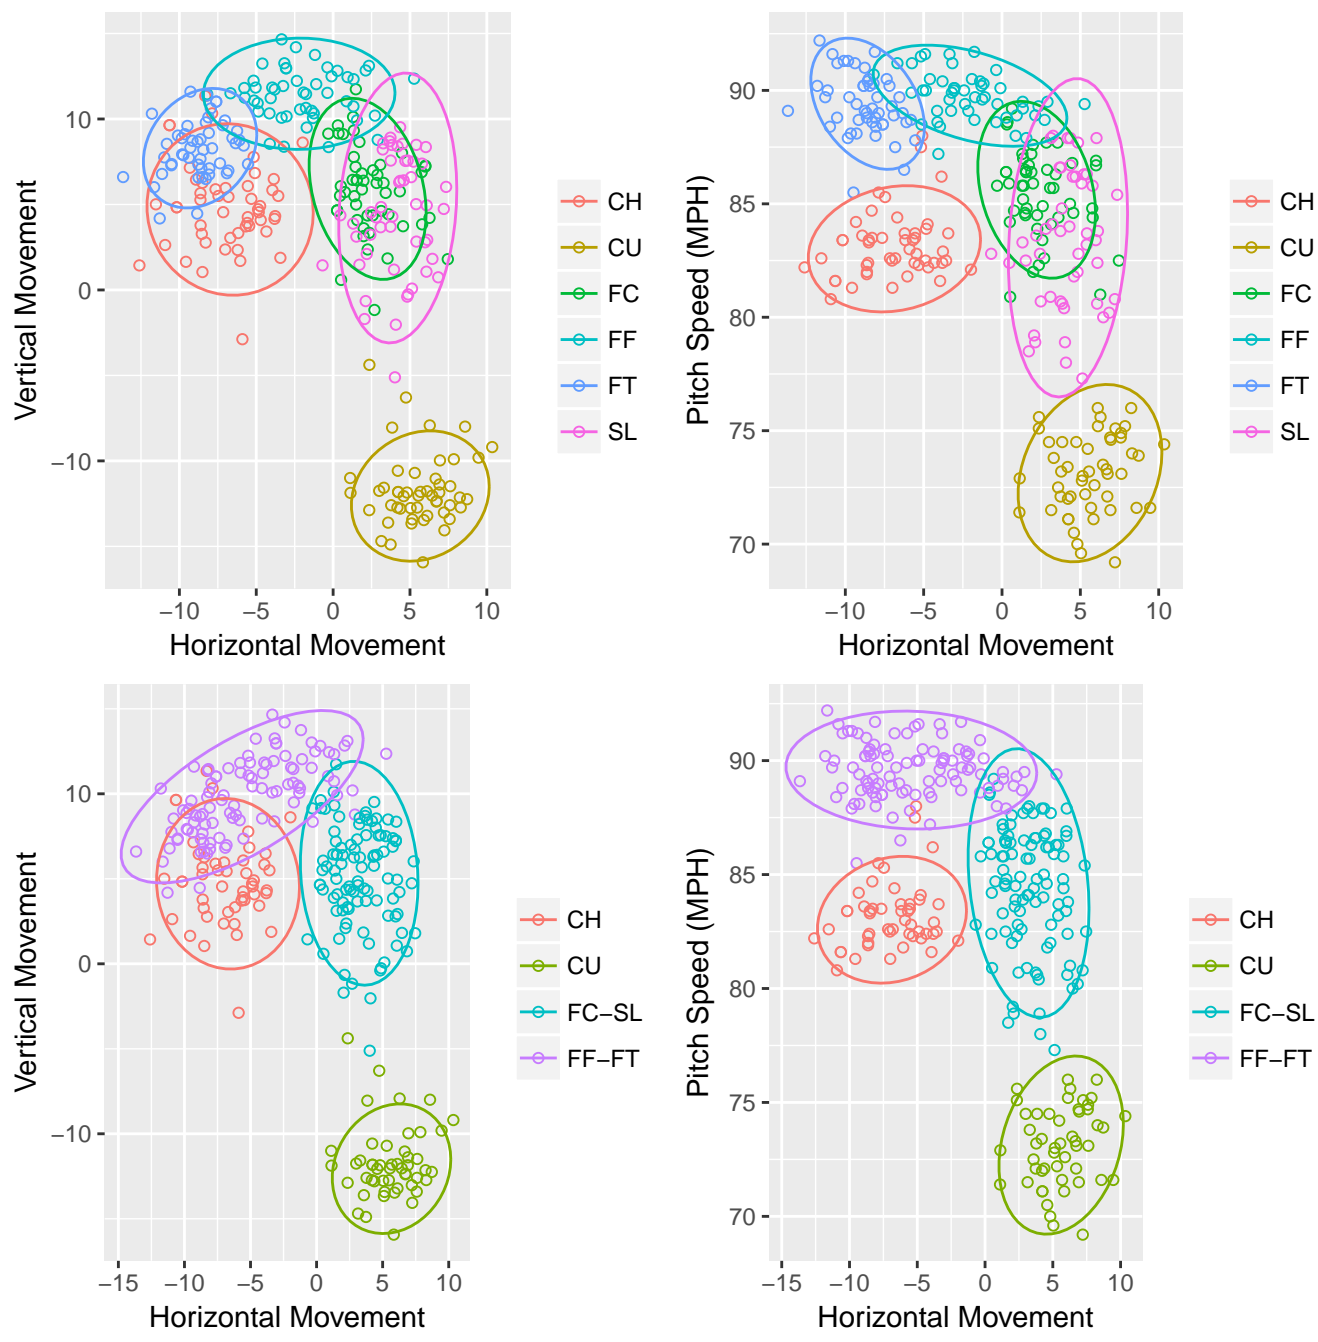 Vertical Movement
10
0
−10
−10
−5
0
5
10
Horizontal Movement
CH
CU
FC
FF
FT
SL
Pitch Speed (MPH)
90
85
80
75
70
−10
−5
0
5
10
Horizontal Movement
CH
CU
FC
FF
FT
SL
Vertical Movement
10
0
−10
−15
−10
−5
0
5
10
Horizontal Movement
CH
CU
FC−SL
FF−FT
Pitch Speed (MPH)
90
85
80
75
70
−15
−10
−5
0
5
10
Horizontal Movement
CH
CU
FC−SL
FF−FT